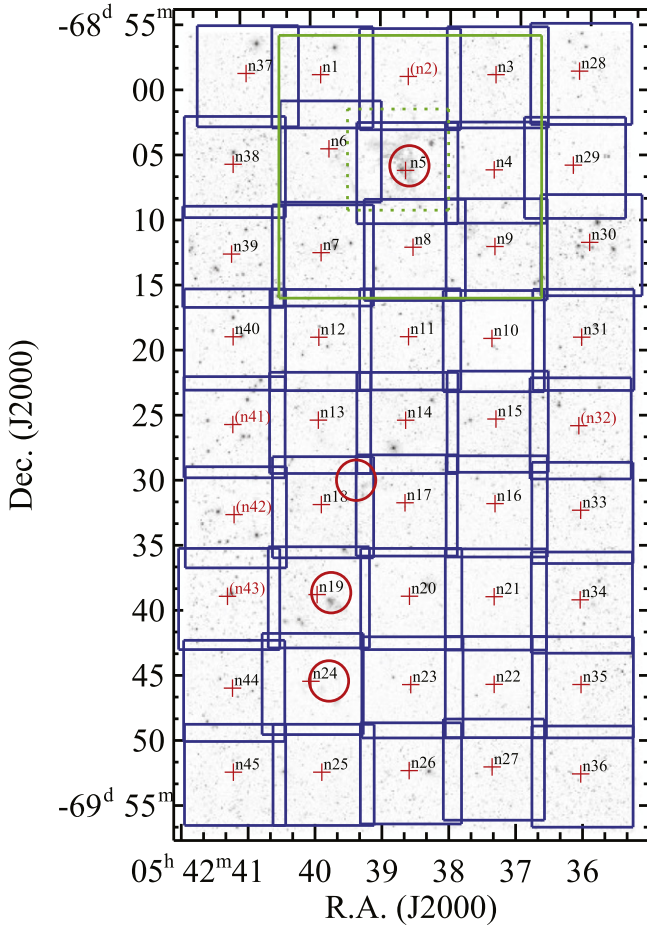 -68ᵈ 55ᵐ
n37 n1 (n2) n3 n28
00
n6
n38 n5 n4 n29
05
10
n39 n7 n8 n9 n30
15
n40 n12 n11 n10 n31
20
(n41) n13 n14 n15 (n32)
25
Dec. (J2000)
30
(n42) n18 n17 n16 n33
35
(n43) n19 n20 n21 n34
40
n44 n24 n23 n22 n35
45
50
n45 n25 n26 n27 n36
-69ᵈ 55ᵐ
05ʰ 42ᵐ41 40 39 38 37 36
R.A. (J2000)